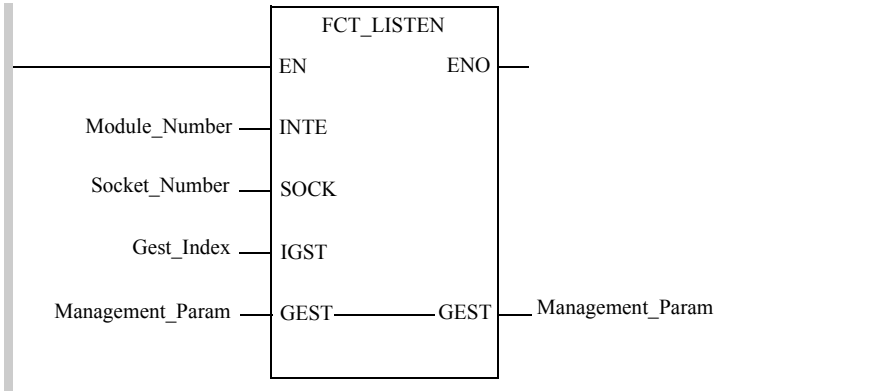 FCT_LISTEN
EN ENO
Module_Number INTE
Socket_Number SOCK
Gest_Index IGST
Management_Param GEST GEST Management_Param